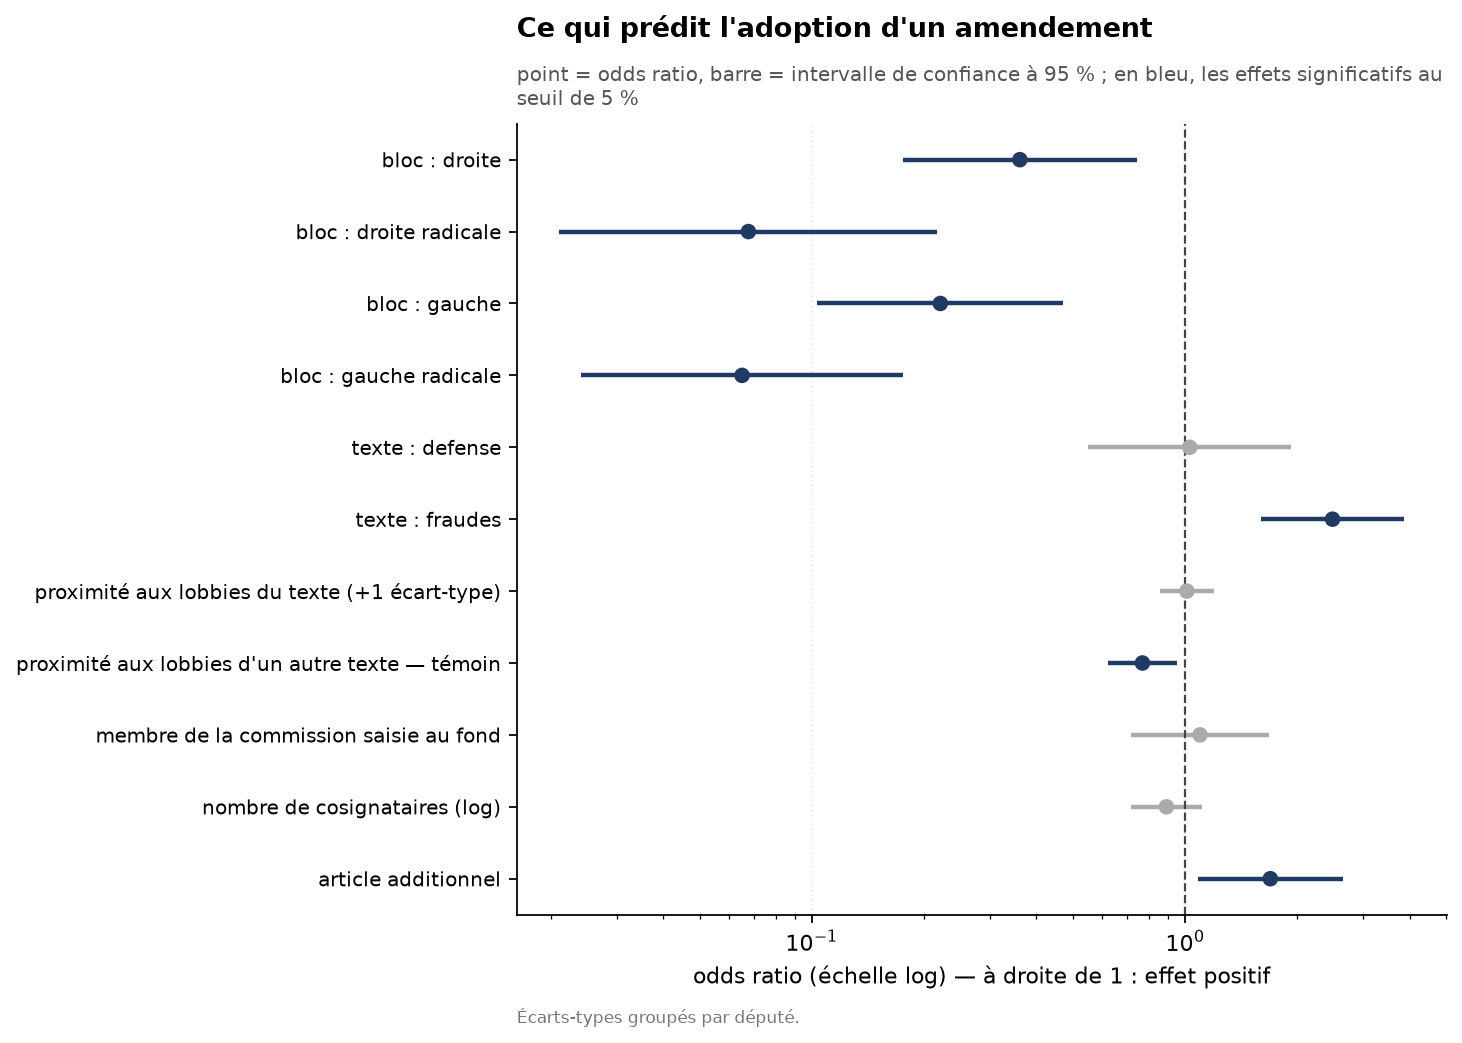 Ce qui prédit l'adoption d'un amendement
point = odds ratio, barre = intervalle de confiance à 95 % ; en bleu, les effets significatifs au
seuil de 5 %
bloc : droite
bloc : droite radicale
bloc : gauche
bloc : gauche radicale
texte : defense
texte : fraudes
proximité aux lobbies du texte (+1 écart-type)
proximité aux lobbies d'un autre texte — témoin
membre de la commission saisie au fond
nombre de cosignataires (log)
article additionnel
10⁻¹ 10⁰
odds ratio (échelle log) — à droite de 1 : effet positif
Écarts-types groupés par député.